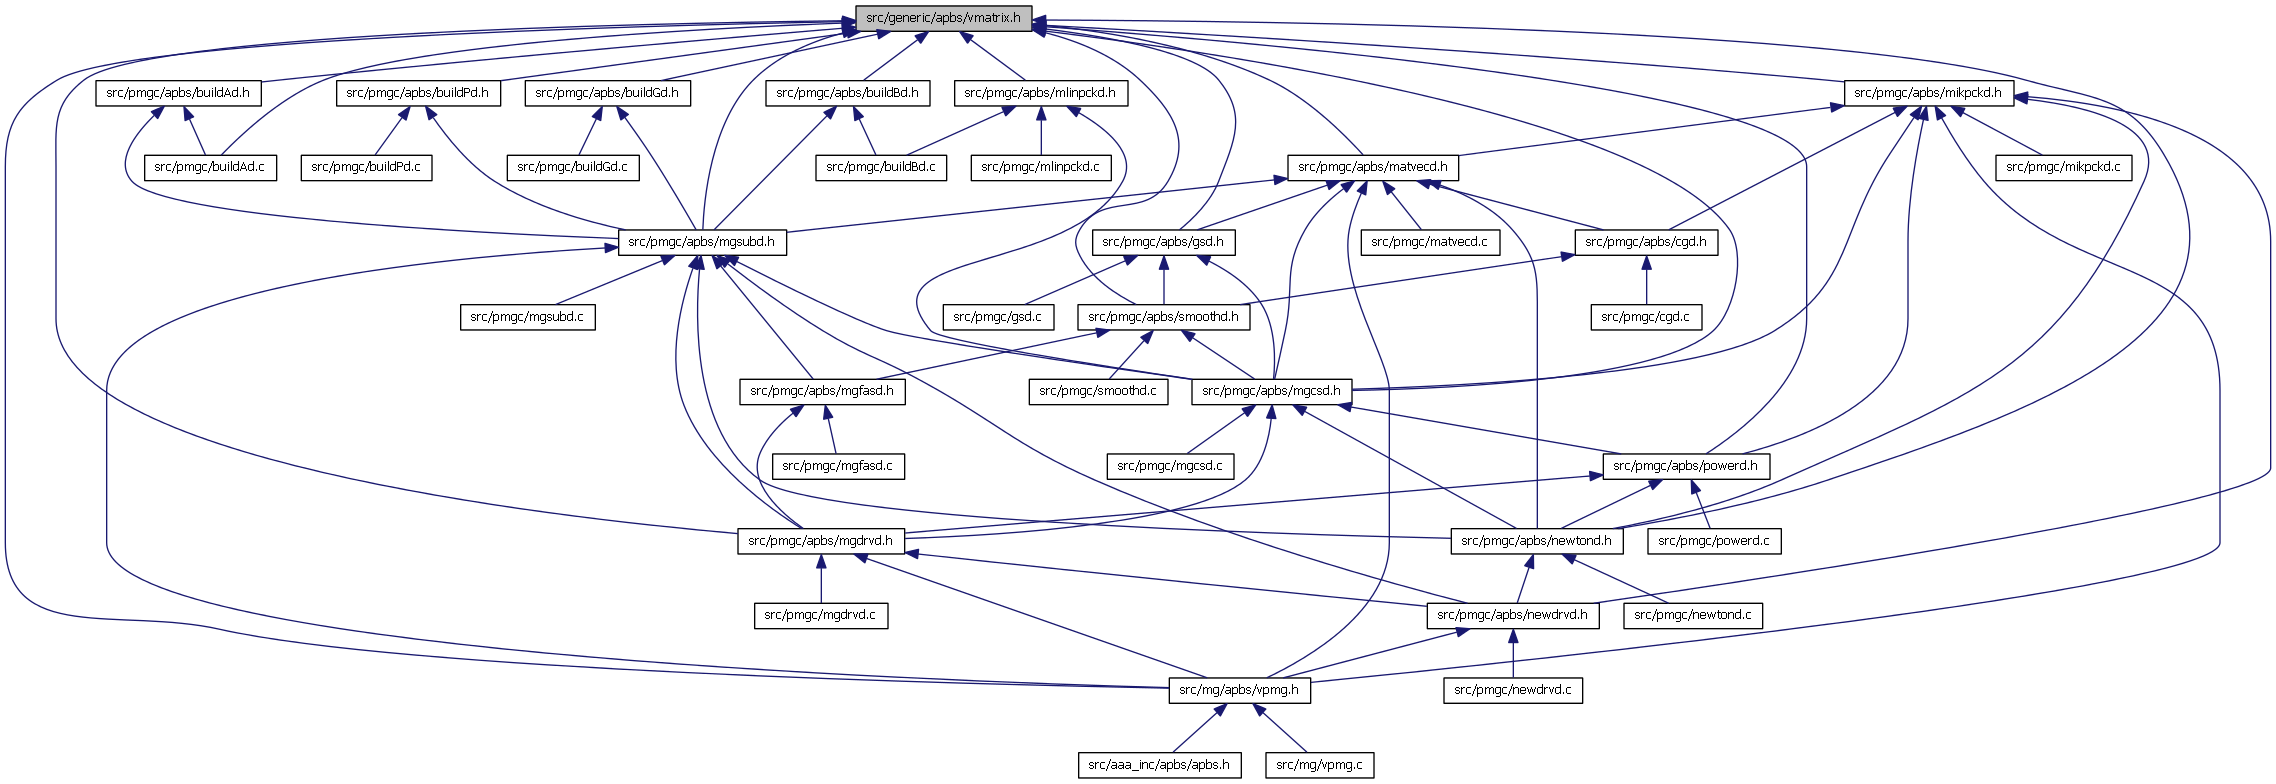 src/generic/apbs/vmatrix.h
src/pmgc/apbs/buildAd.h
src/pmgc/apbs/buildPd.h
src/pmgc/apbs/buildGd.h
src/pmgc/apbs/buildBd.h
src/pmgc/apbs/mlinpckd.h
src/pmgc/apbs/mikpckd.h
src/pmgc/buildAd.c
src/pmgc/buildPd.c
src/pmgc/buildGd.c
src/pmgc/buildBd.c
src/pmgc/mlinpckd.c
src/pmgc/apbs/matvecd.h
src/pmgc/mikpckd.c
src/pmgc/apbs/mgsubd.h
src/pmgc/apbs/gsd.h
src/pmgc/matvecd.c
src/pmgc/apbs/cgd.h
src/pmgc/mgsubd.c
src/pmgc/gsd.c
src/pmgc/apbs/smoothd.h
src/pmgc/cgd.c
src/pmgc/apbs/mgfasd.h
src/pmgc/smoothd.c
src/pmgc/apbs/mgcsd.h
src/pmgc/mgfasd.c
src/pmgc/mgcsd.c
src/pmgc/apbs/powerd.h
src/pmgc/apbs/mgdrvd.h
src/pmgc/apbs/newtond.h
src/pmgc/powerd.c
src/pmgc/mgdrvd.c
src/pmgc/apbs/newdrvd.h
src/pmgc/newtond.c
src/mg/apbs/vpmg.h
src/pmgc/newdrvd.c
src/aaa_inc/apbs/apbs.h
src/mg/vpmg.c